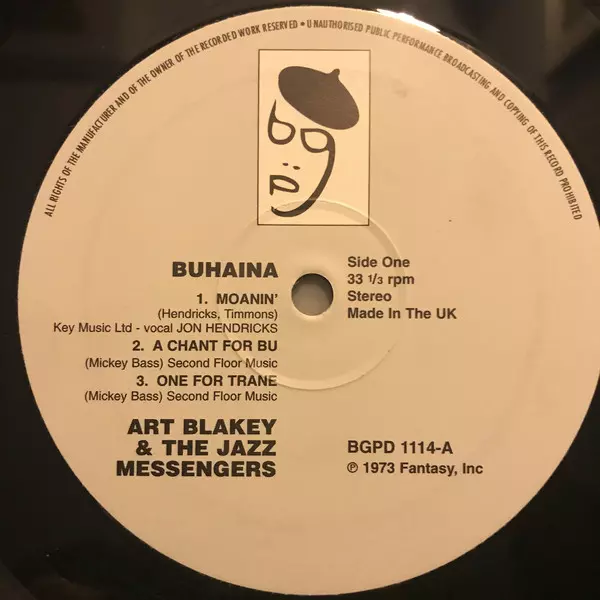 ALL RIGHTS OF THE MANUFACTURER AND OF THE OWNER OF THE RECORDED WORK RESERVED • UNAUTHORISED PUBLIC PERFORMANCE BROADCASTING AND COPYING OF THIS RECORD PROHIBITED
bgp
BUHAINA
1. MOANIN'
(Hendricks, Timmons)
Key Music Ltd - vocal JON HENDRICKS
2. A CHANT FOR BU
(Mickey Bass) Second Floor Music
3. ONE FOR TRANE
(Mickey Bass) Second Floor Music
ART BLAKEY
& THE JAZZ
MESSENGERS
Side One
33 1/3 rpm
Stereo
Made In The UK
BGPD 1114-A
℗ 1973 Fantasy, Inc